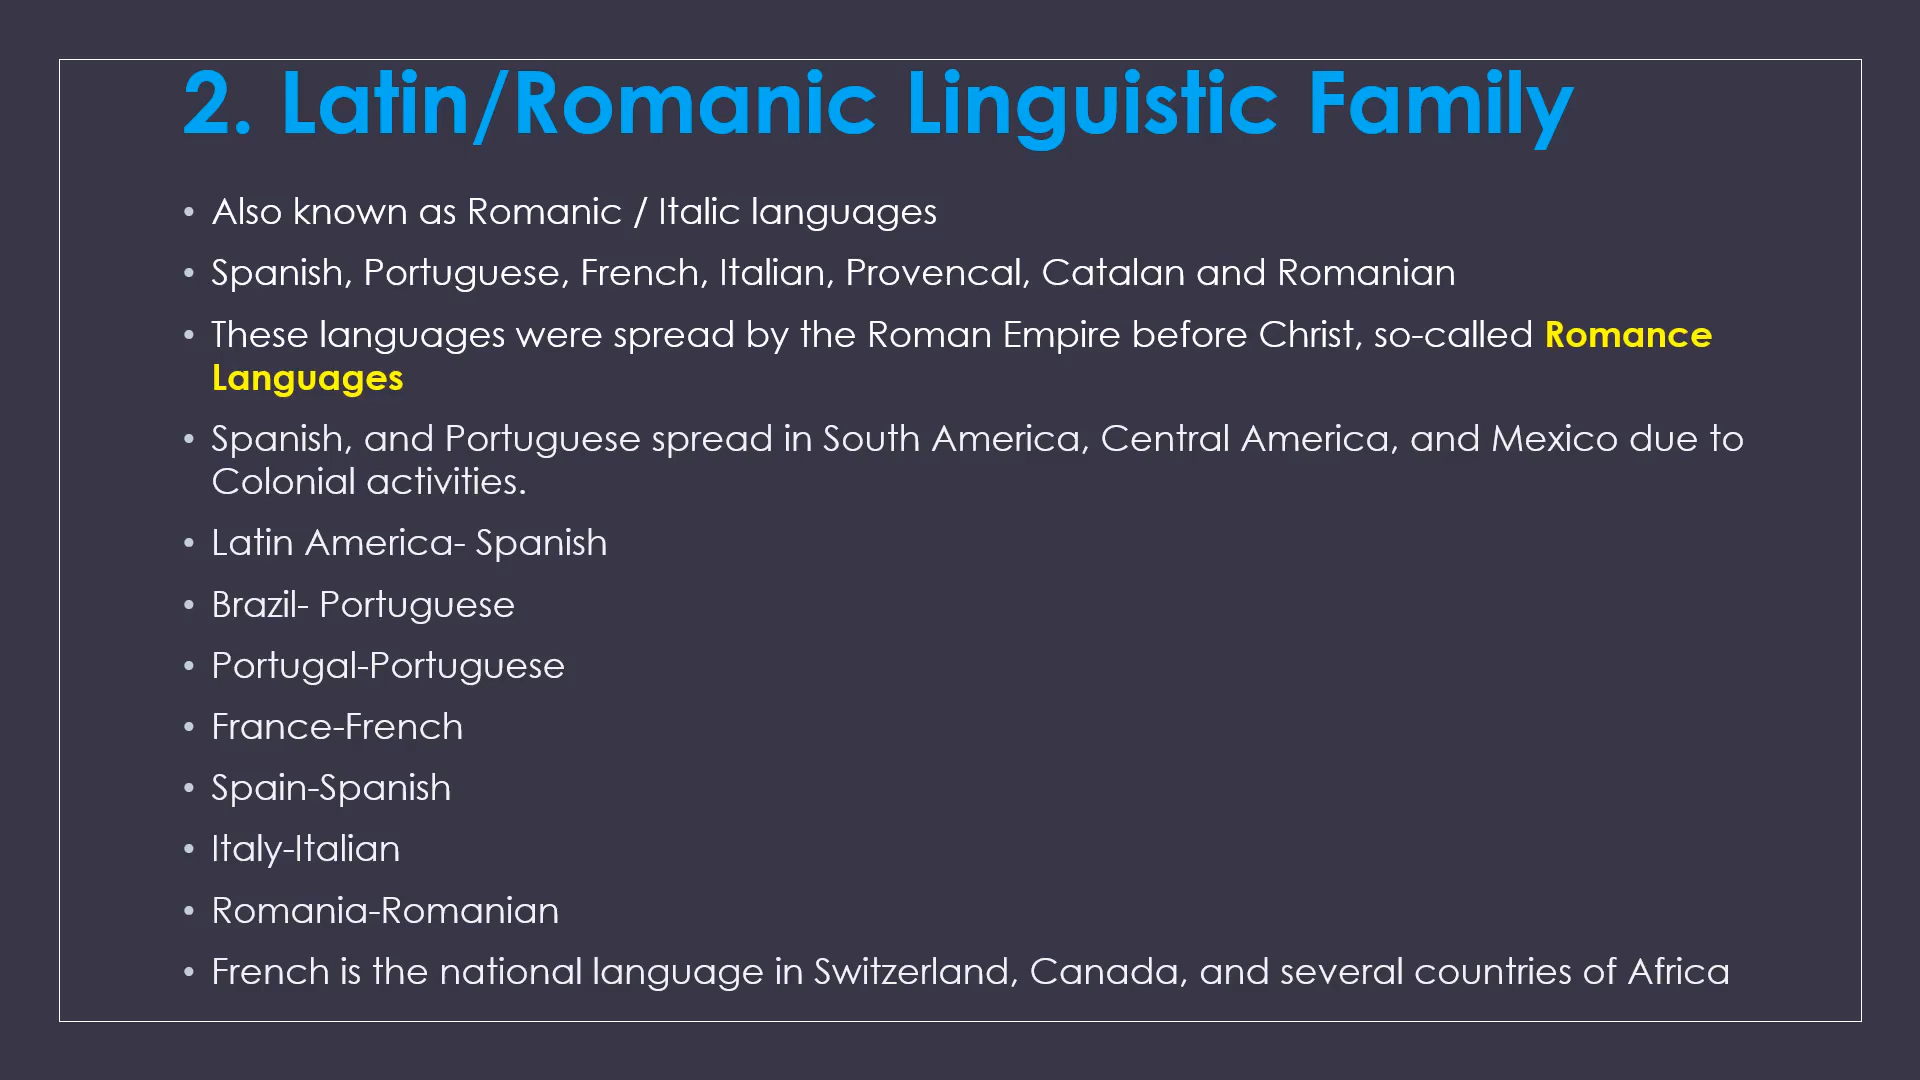 2. Latin/Romanic Linguistic Family
• Also known as Romanic / Italic languages
• Spanish, Portuguese, French, Italian, Provencal, Catalan and Romanian
• These languages were spread by the Roman Empire before Christ, so-called Romance
Languages
• Spanish, and Portuguese spread in South America, Central America, and Mexico due to
Colonial activities.
• Latin America- Spanish
• Brazil- Portuguese
• Portugal-Portuguese
• France-French
• Spain-Spanish
• Italy-Italian
• Romania-Romanian
• French is the national language in Switzerland, Canada, and several countries of Africa